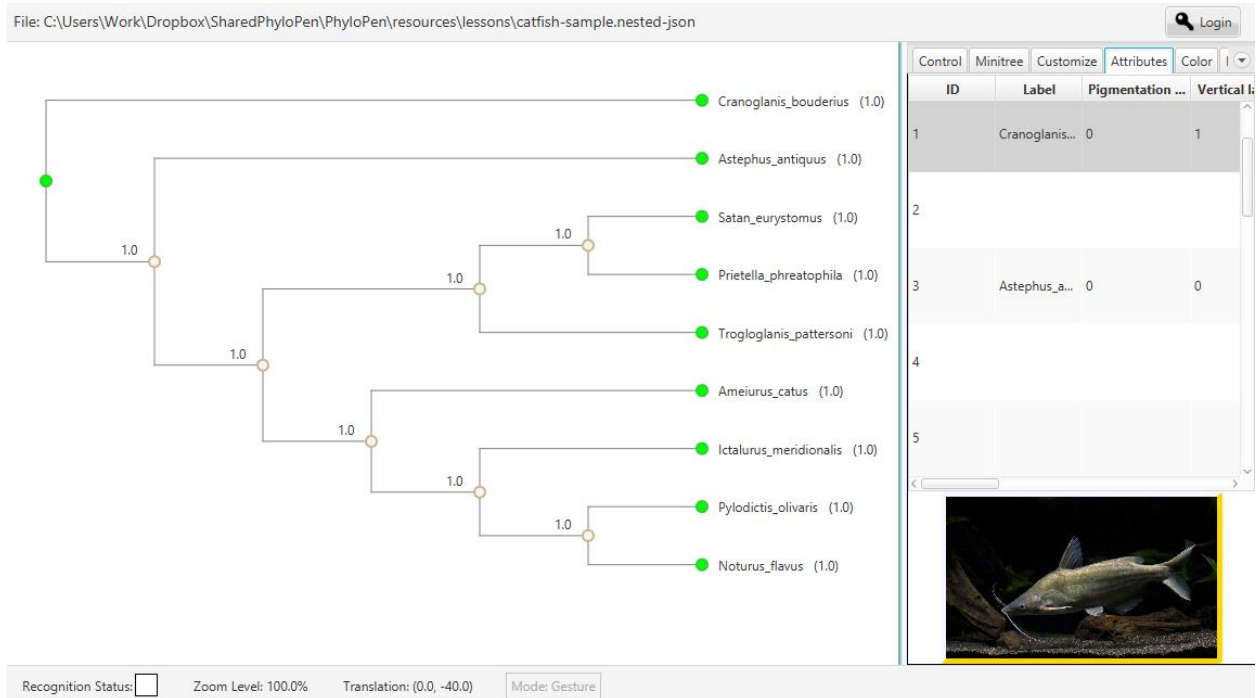 File: C:\Users\Work\Dropbox\SharedPhyloPen\PhyloPen\resources\lessons\catfish-sample.nested-json
Login
Cranoglanis_bouderius (1.0)
Astephus_antiquus (1.0)
Satan_eurystomus (1.0)
1.0
1.0
Prietella_phreatophila (1.0)
1.0
Trogloglanis_pattersoni (1.0)
1.0
Ameiurus_catus (1.0)
1.0
Ictalurus_meridionalis (1.0)
1.0
Pylodictis_olivaris (1.0)
1.0
Noturus_flavus (1.0)
Control Minitree Customize Attributes Color
ID Label Pigmentation ... Vertical
1 Cranoglanis... 0 1
2
3 Astephus_a... 0 0
4
5
Recognition Status: Zoom Level: 100.0% Translation: (0.0, -40.0) Mode: Gesture